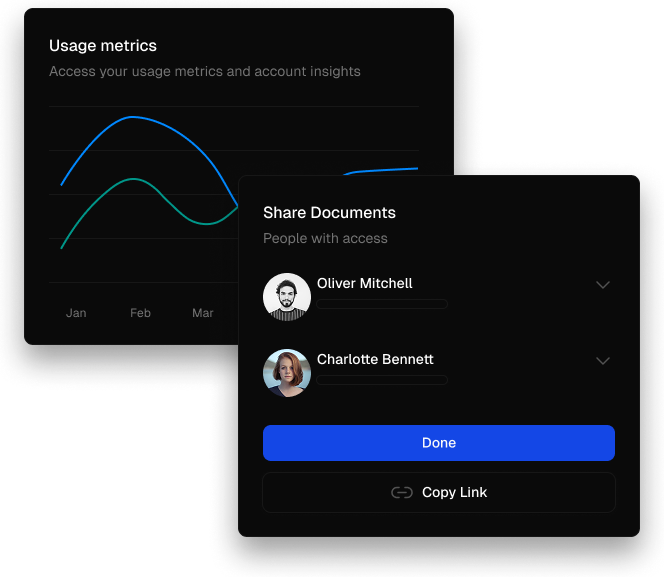 Usage metrics
Access your usage metrics and account insights
Jan Feb Mar
Share Documents
People with access
Oliver Mitchell
Charlotte Bennett
Done
Copy Link